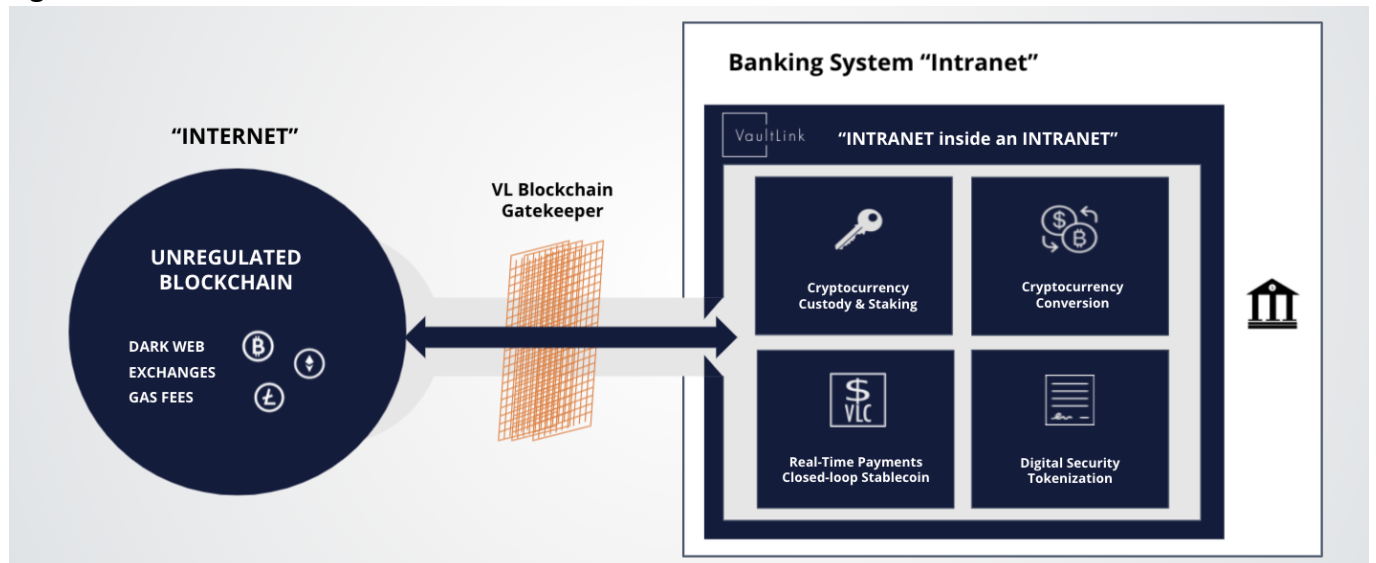 "INTERNET"
UNREGULATED
BLOCKCHAIN
DARK WEB
EXCHANGES
GAS FEES
VL Blockchain
Gatekeeper
Banking System “Intranet”
VaultLink
“INTRANET inside an INTRANET”
Cryptocurrency
Custody & Staking
Cryptocurrency
Conversion
$
VLC
Real-Time Payments
Closed-loop Stablecoin
Digital Security
Tokenization